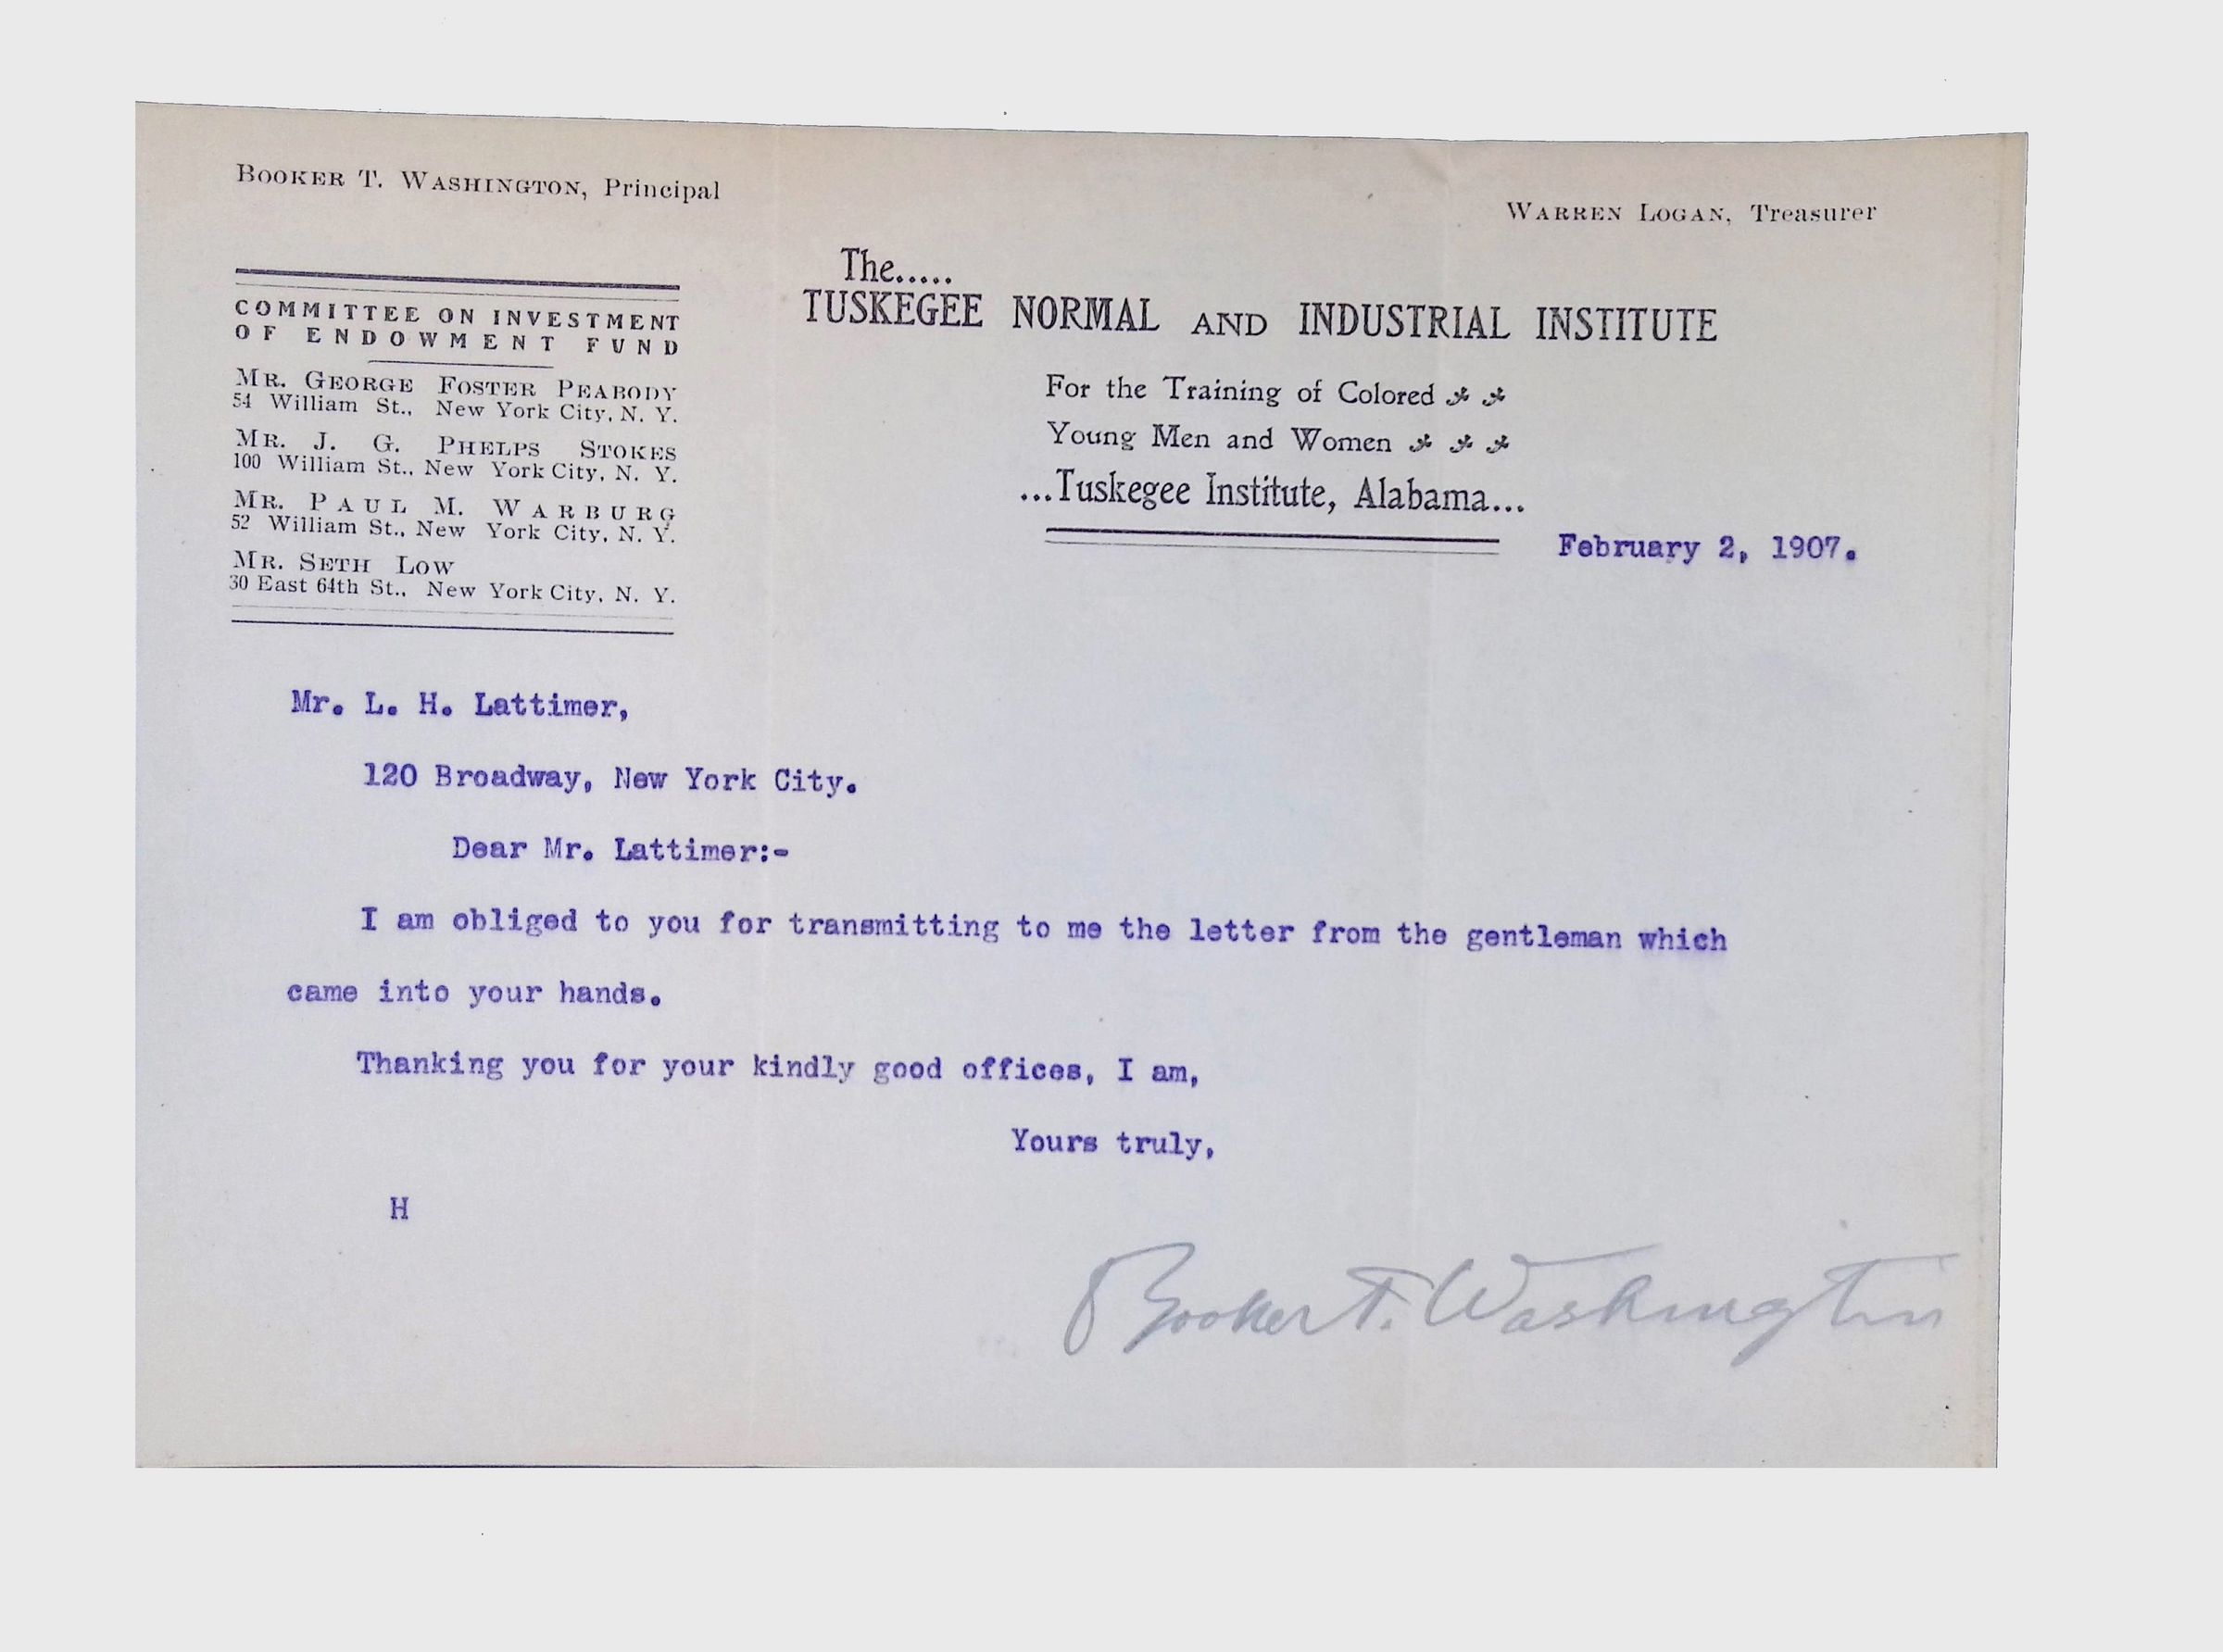 BOOKER T. WASHINGTON, Principal
WARREN LOGAN, Treasurer
COMMITTEE ON INVESTMENT
OF ENDOWMENT FUND
MR. GEORGE FOSTER PEABODY
54 William St., New York City, N. Y.
MR. J. G. PHELPS STOKES
100 William St., New York City, N. Y.
MR. PAUL M. WARBURG
52 William St., New York City, N. Y.
MR. SETH LOW
30 East 64th St., New York City, N. Y.
The.....
TUSKEGEE NORMAL AND INDUSTRIAL INSTITUTE
For the Training of Colored
Young Men and Women
...Tuskegee Institute, Alabama...
February 2, 1907.
Mr. L. H. Lattimer,
120 Broadway, New York City.
Dear Mr. Lattimer:-
I am obliged to you for transmitting to me the letter from the gentleman which
came into your hands.
Thanking you for your kindly good offices, I am,
Yours truly,
H
Booker T. Washington